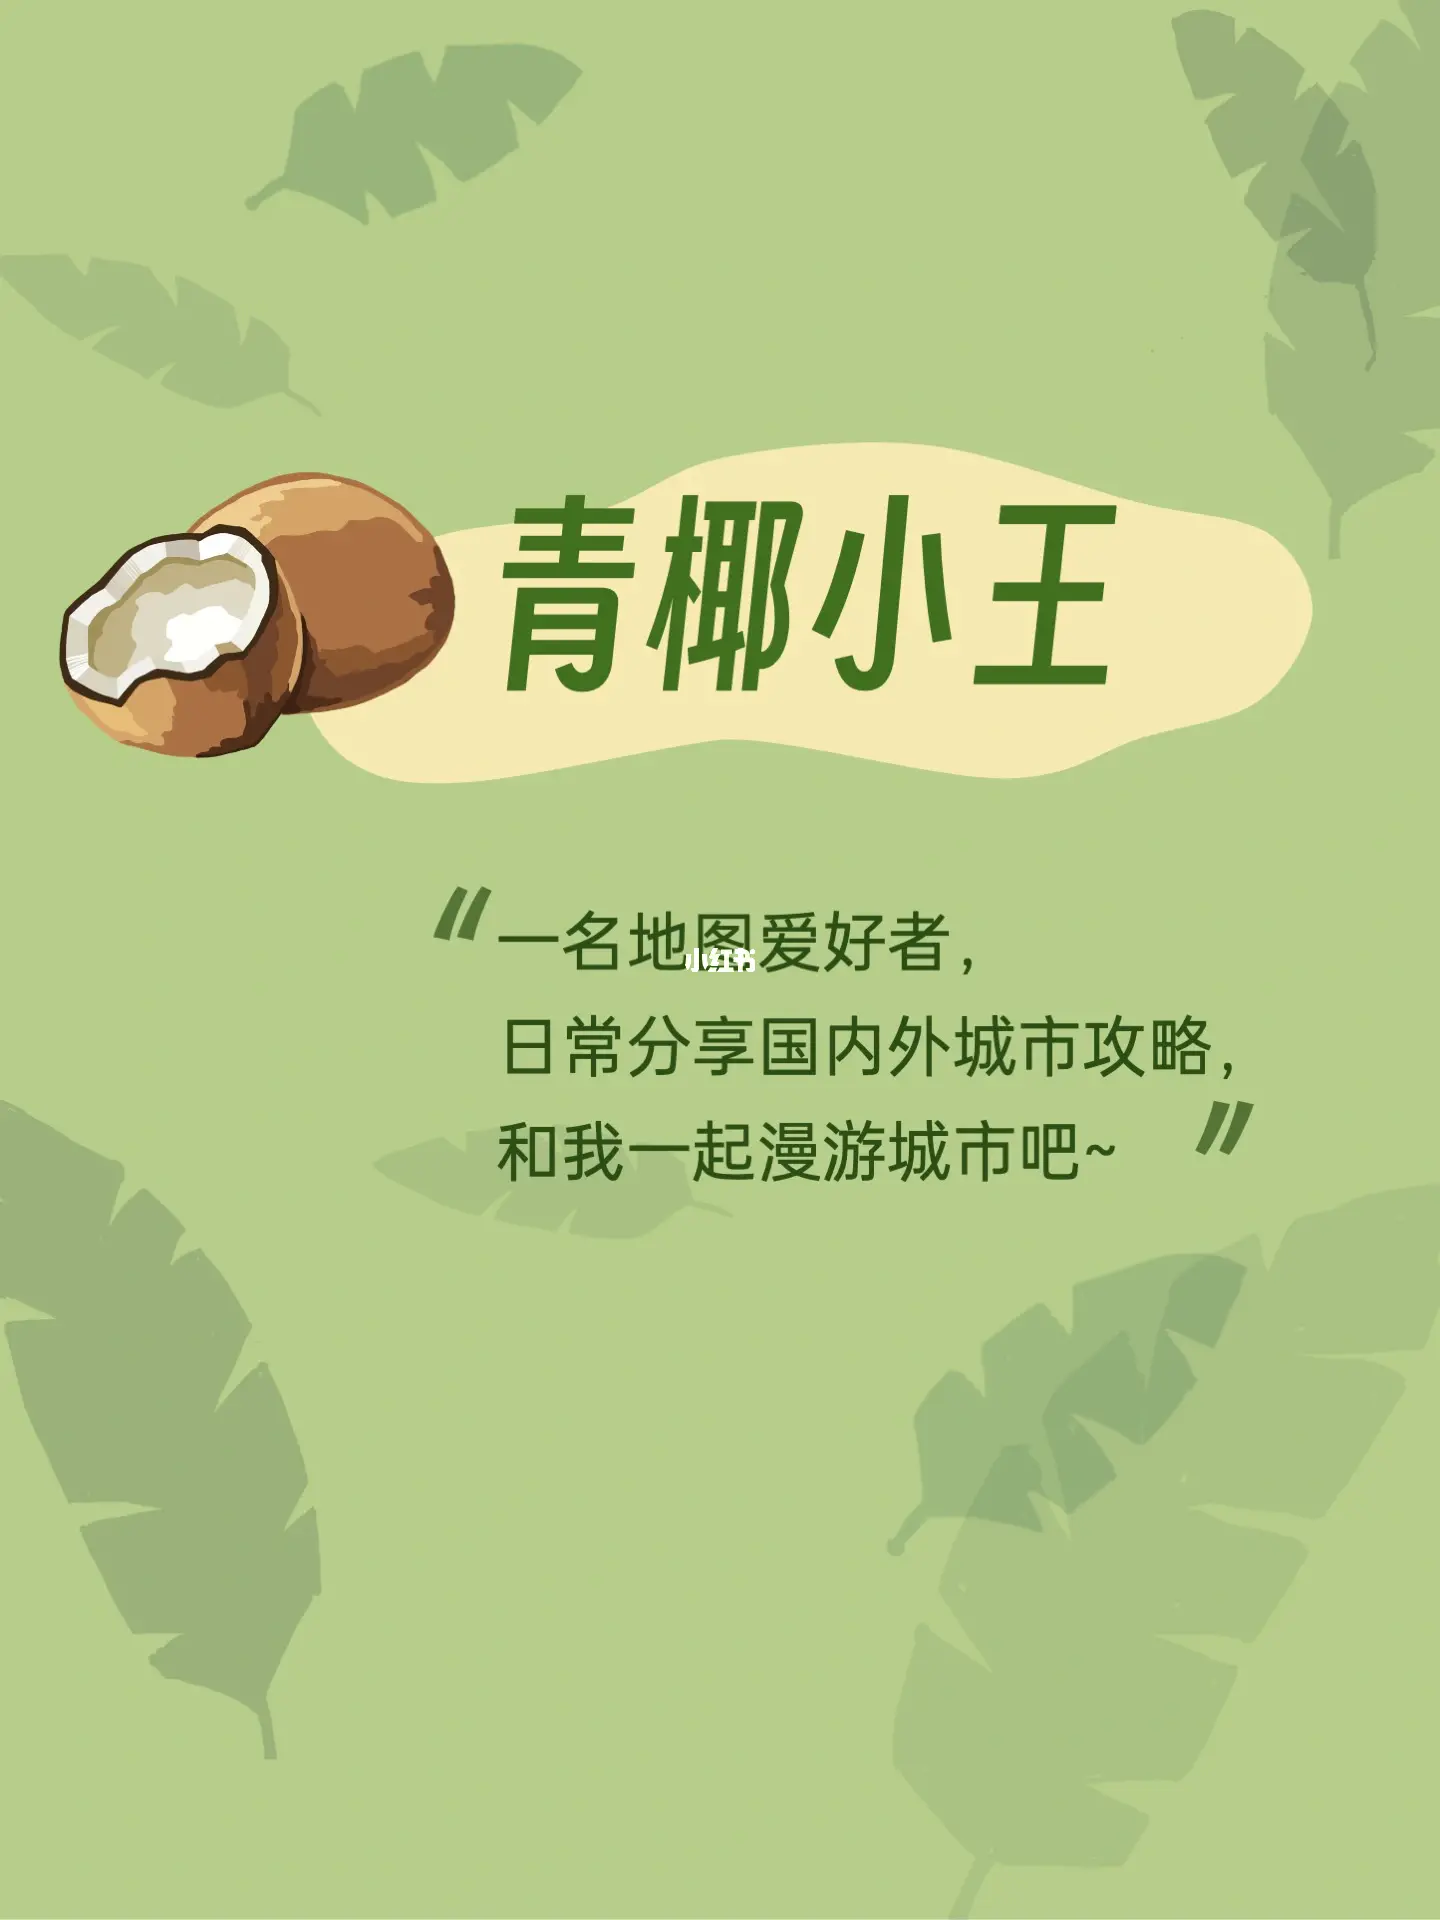 青椰小王
“一名地图爱好者，
小红书
日常分享国内外城市攻略，
和我一起漫游城市吧~”